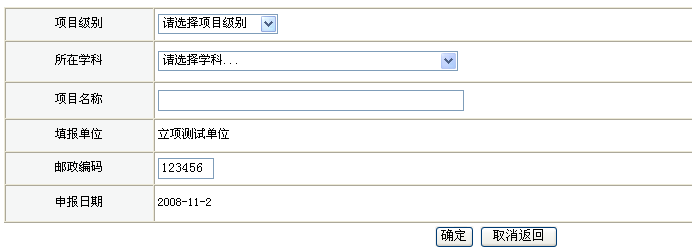 项目级别 请选择项目级别
所在学科 请选择学科...
项目名称
填报单位 立项测试单位
邮政编码 123456
申报日期 2008-11-2
确定 取消返回